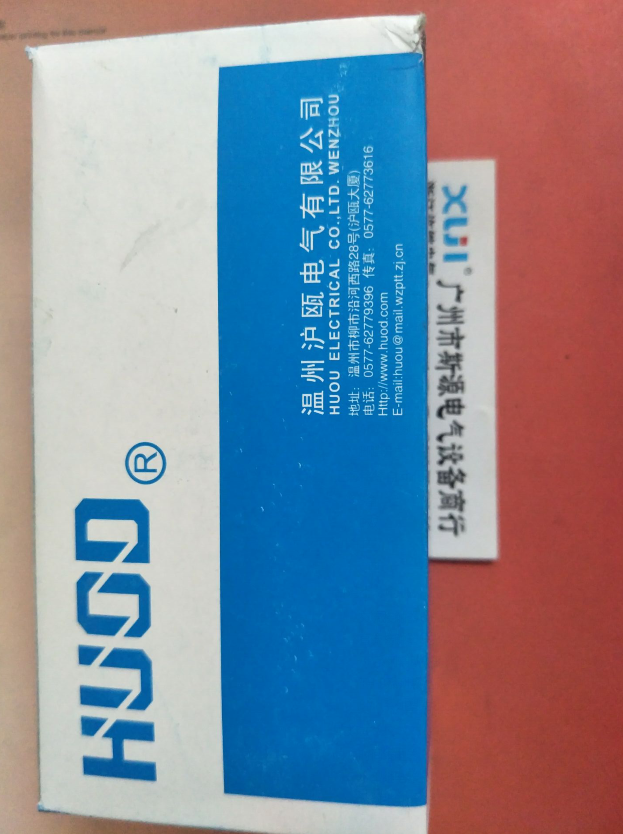 HUOD®
温州沪瓯电气有限公司
HUOU ELECTRICAL CO.,LTD. WENZHOU
地址: 温州市柳市沿河西路28号(沪瓯大厦)
电话: 0577-62779396 传真: 0577-62773616
Http://www.huod.com
E-mail:huou@mail.wzptt.zj.cn
XUJI®
广州市斯源电气设备商行